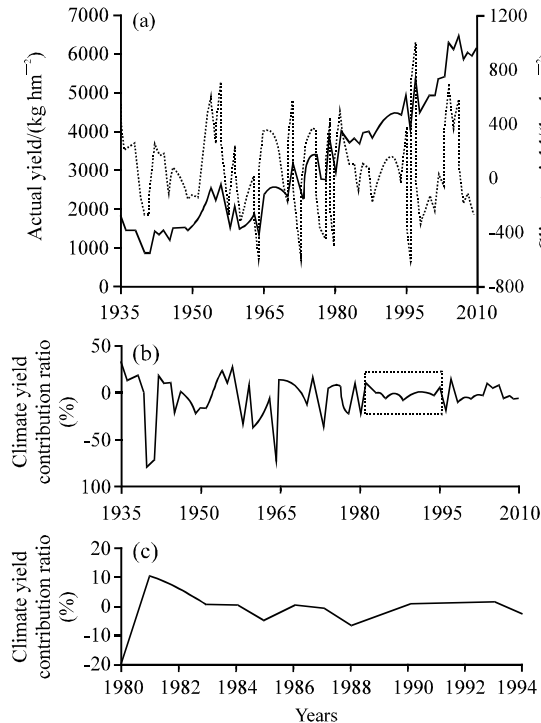 (a)
7000
6000
5000
4000
3000
2000
1000
0
Actual yield/(kg hm⁻²)
1200
800
400
0
-400
-800
1935 1950 1965 1980 1995 2010
(b)
50
0
-50
100
Climate yield
contribution ratio
(%)
1935 1950 1965 1980 1995 2010
(c)
20
10
0
-10
-20
Climate yield
contribution ratio
(%)
1980 1982 1984 1986 1988 1990 1992 1994
Years